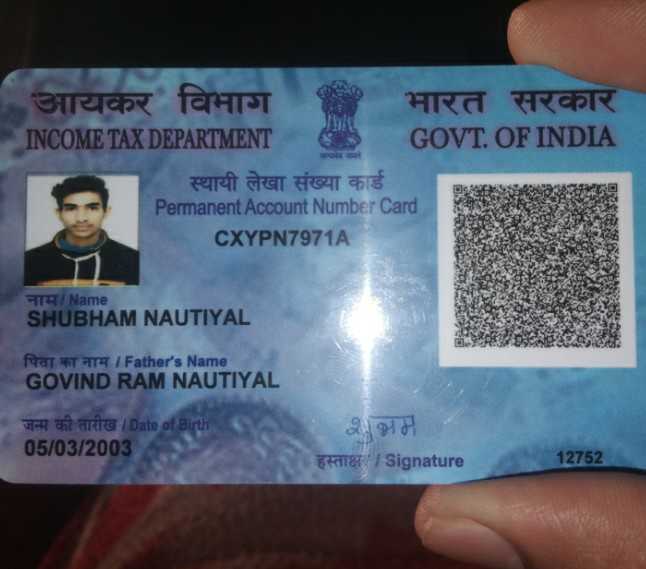 आयकर विभाग
INCOME TAX DEPARTMENT
भारत सरकार
GOVT. OF INDIA
सत्यमेव जयते
स्थायी लेखा संख्या कार्ड
Permanent Account Number Card
CXYPN7971A
नाम / Name
SHUBHAM NAUTIYAL
पिता का नाम / Father's Name
GOVIND RAM NAUTIYAL
जन्म की तारीख / Date of Birth
05/03/2003
शुभम
हस्ताक्षर / Signature
12752